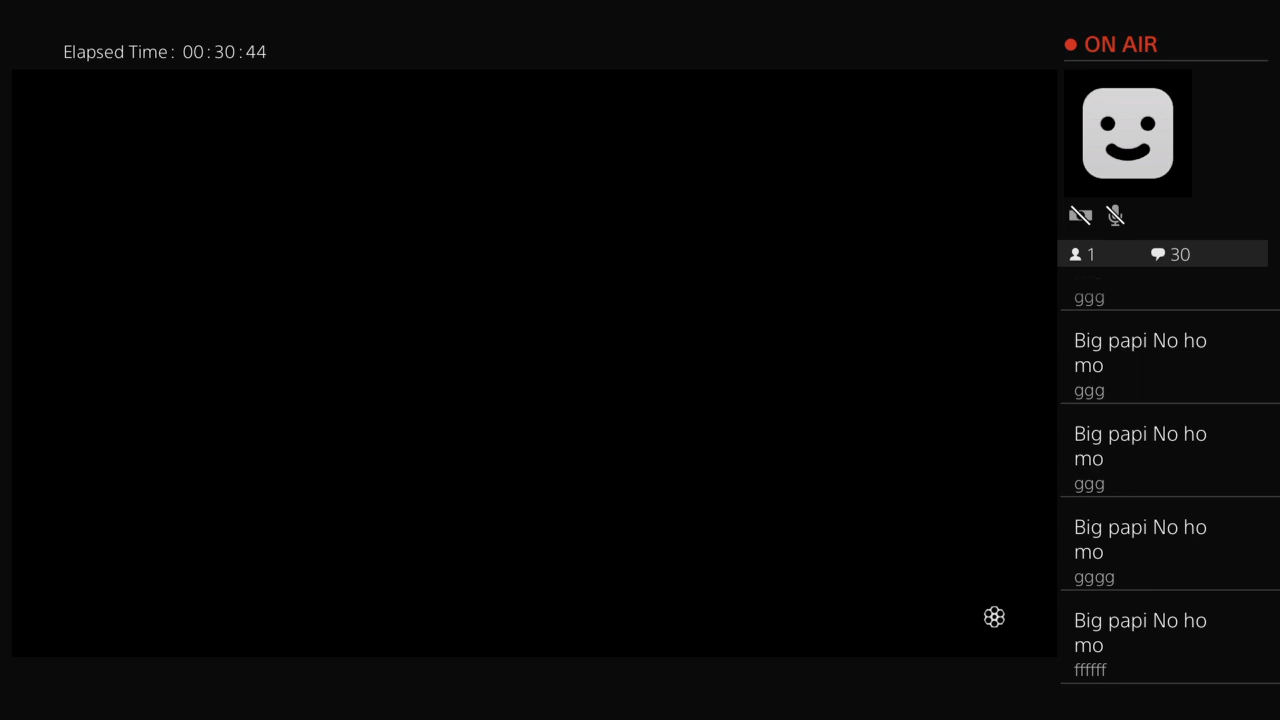 Elapsed Time: 00:30:44
ON AIR
1 30
ggg
Big papi No ho
mo
ggg
Big papi No ho
mo
ggg
Big papi No ho
mo
gggg
Big papi No ho
mo
ffffff